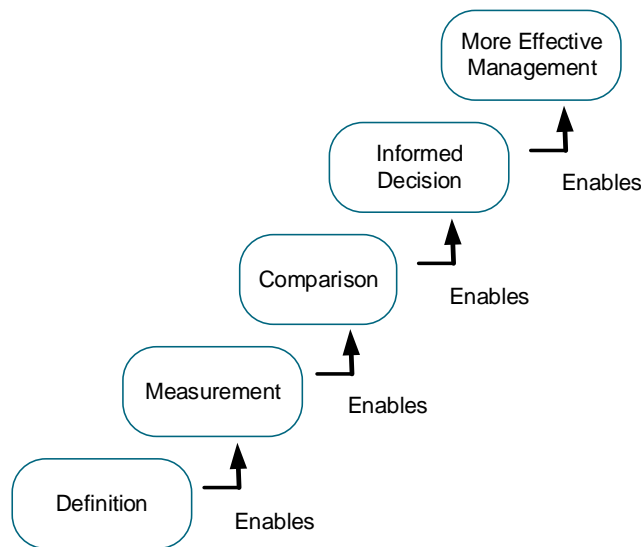 More Effective
Management
Informed
Decision
Enables
Comparison
Enables
Measurement
Enables
Definition
Enables